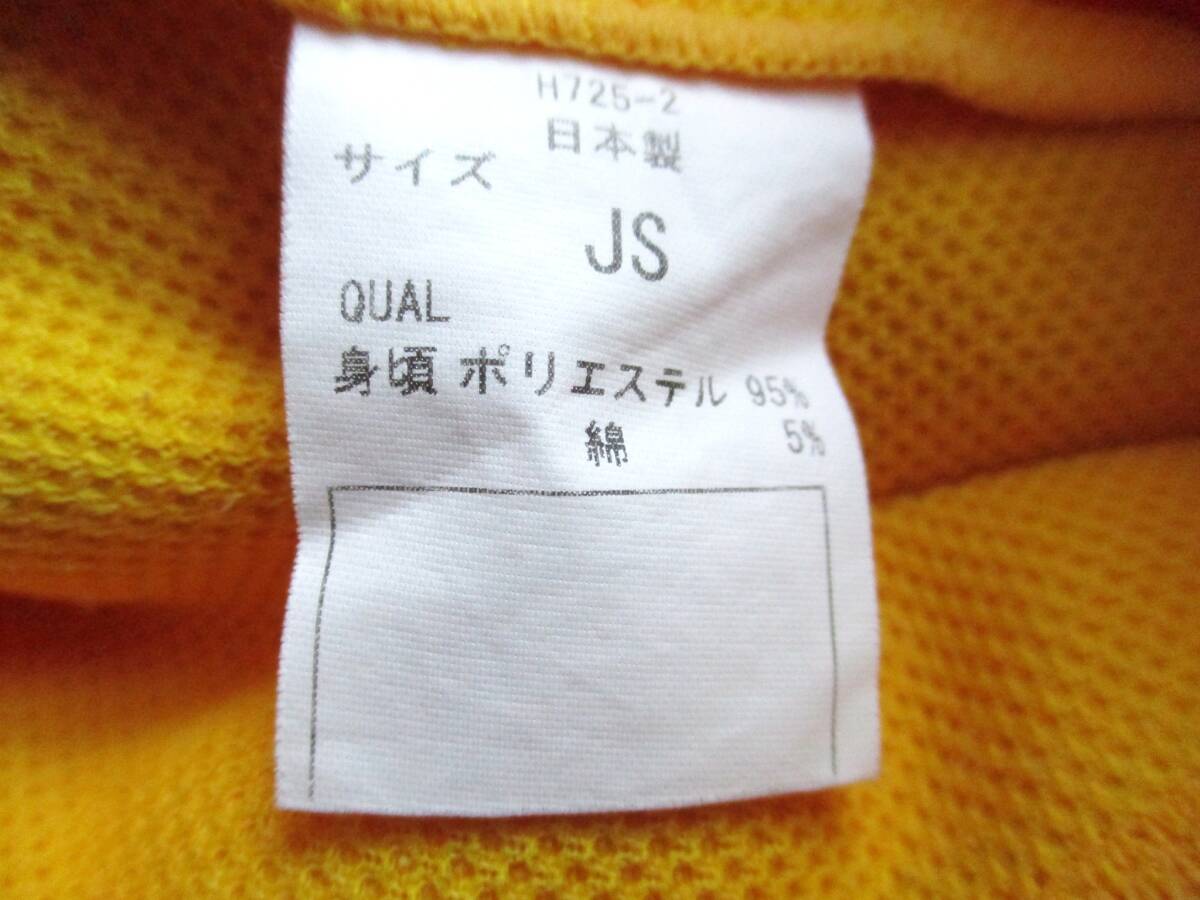 H725-2
日本製
サイズ
JS
QUAL
身頃 ポリエステル 95%
綿 5%